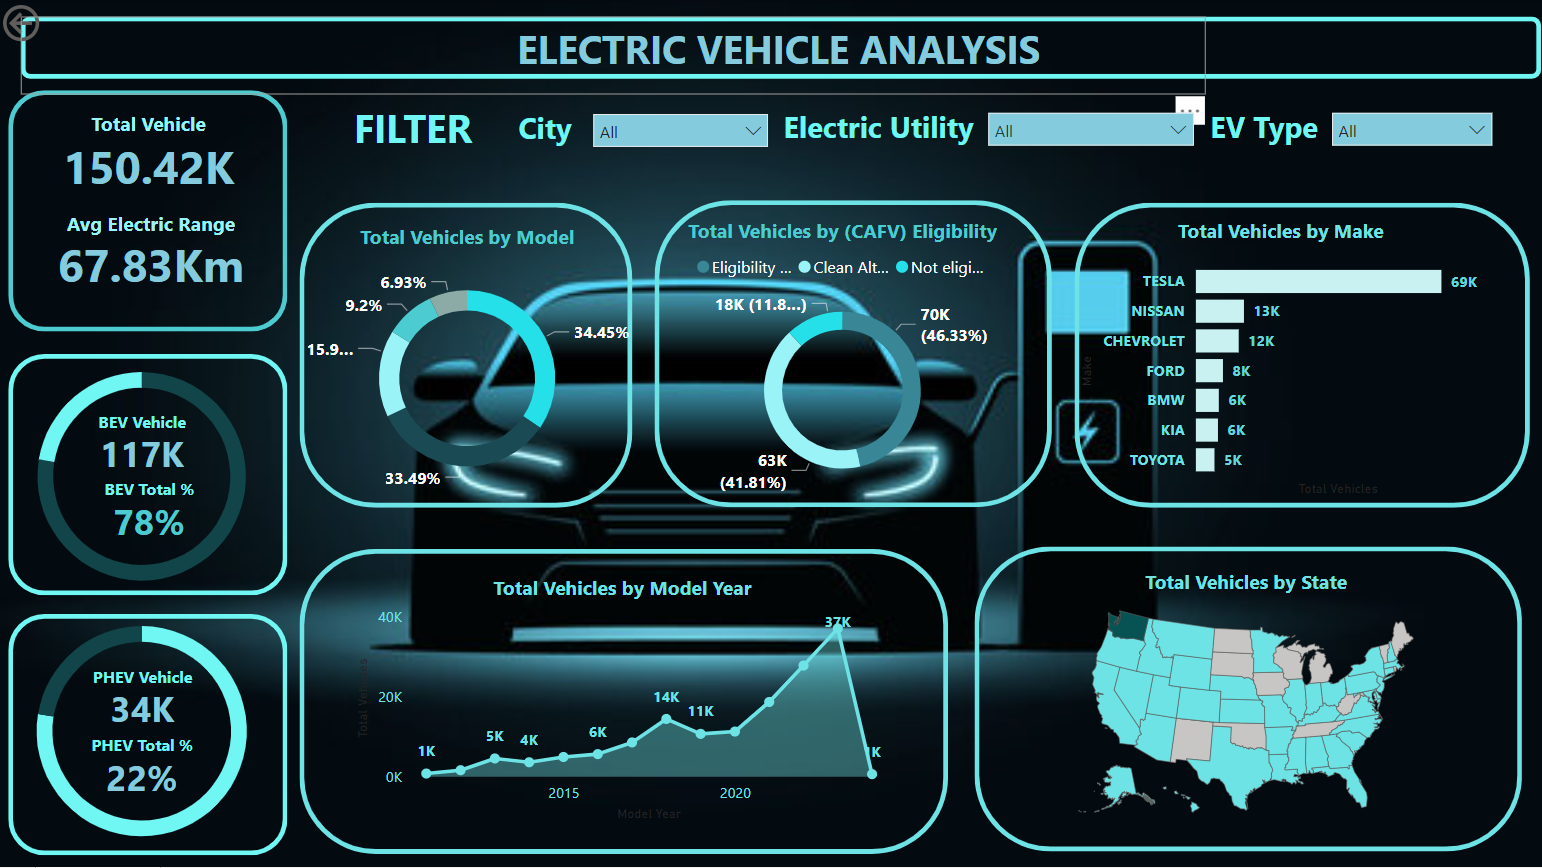 ELECTRIC VEHICLE ANALYSIS
Total Vehicle
150.42K
Avg Electric Range
67.83Km
FILTER
City
All
Electric Utility
All
EV Type
All
BEV Vehicle
117K
BEV Total %
78%
PHEV Vehicle
34K
PHEV Total %
22%
Total Vehicles by Model
6.93%
9.2%
15.9...
34.45%
33.49%
Total Vehicles by (CAFV) Eligibility
Eligibility ... Clean Alt... Not eligi...
18K (11.8...)
70K
(46.33%)
63K
(41.81%)
Total Vehicles by Make
Make
TESLA 69K
NISSAN 13K
CHEVROLET 12K
FORD 8K
BMW 6K
KIA 6K
TOYOTA 5K
Total Vehicles
Total Vehicles by Model Year
Total Vehicles
40K
20K
0K
1K
5K
4K
6K
14K
11K
37K
1K
2015
2020
Model Year
Total Vehicles by State